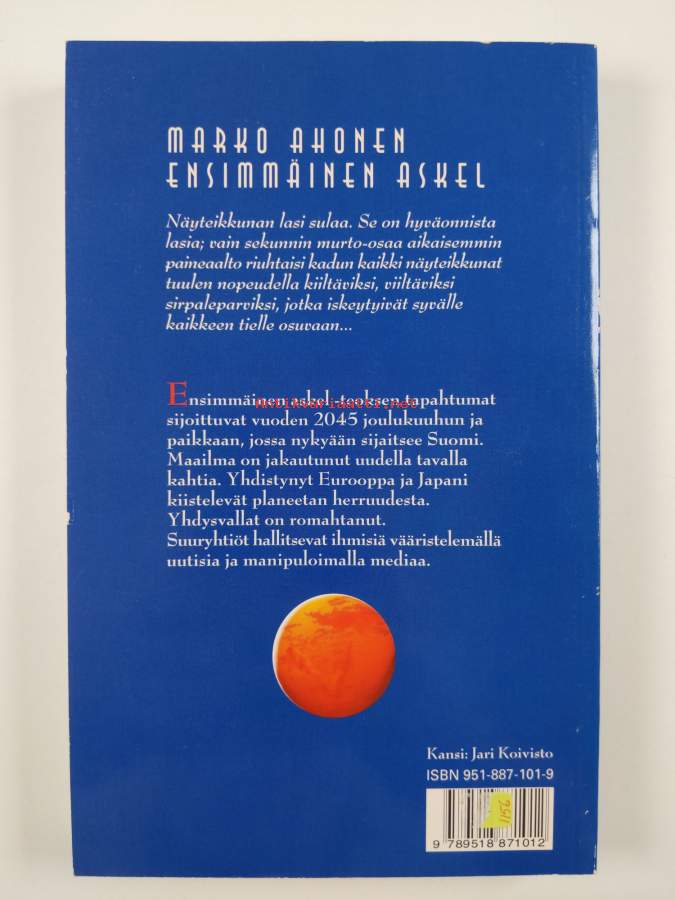 MARKO AHONEN
ENSIMMÄINEN ASKEL
Näyteikkunan lasi sulaa. Se on hyväonnista
lasia; vain sekunnin murto-osaa aikaisemmin
paineaalto riuhtaisi kadun kaikki näyteikkunat
tuulen nopeudella kiiltäviksi, viiltäviksi
sirpaleparviksi, jotka iskeytyivät syvälle
kaikkeen tielle osuvaan...
Ensimmäinen askel -teoksen tapahtumat
Antikvariaatti.net
sijoittuvat vuoden 2045 joulukuuhun ja
paikkaan, jossa nykyään sijaitsee Suomi.
Maailma on jakautunut uudella tavalla
kahtia. Yhdistynyt Eurooppa ja Japani
kiistelevät planeetan herruudesta.
Yhdysvallat on romahtanut.
Suuryhtiöt hallitsevat ihmisiä vääristelemällä
uutisia ja manipuloimalla mediaa.
Kansi: Jari Koivisto
ISBN 951-887-101-9
9 789518 871012